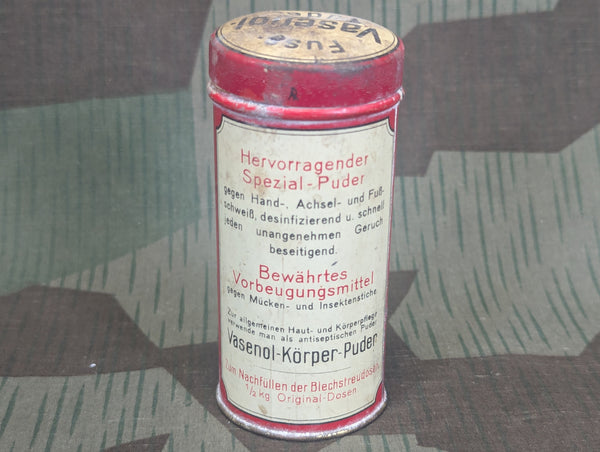 Vasenol
Fuss
A
Hervorragender
Spezial-Puder
gegen Hand-, Achsel- und Fuß-
schweiß, desinfizierend u. schnell
jeden unangenehmen Geruch
beseitigend.
Bewährtes
Vorbeugungsmittel
gegen Mücken- und Insektenstiche
Zur allgemeinen Haut- und Körperpflege
verwende man als antiseptischen Puder
Vasenol-Körper-Puder
Zum Nachfüllen der Blechstreudosen
1/2 kg Original-Dosen.